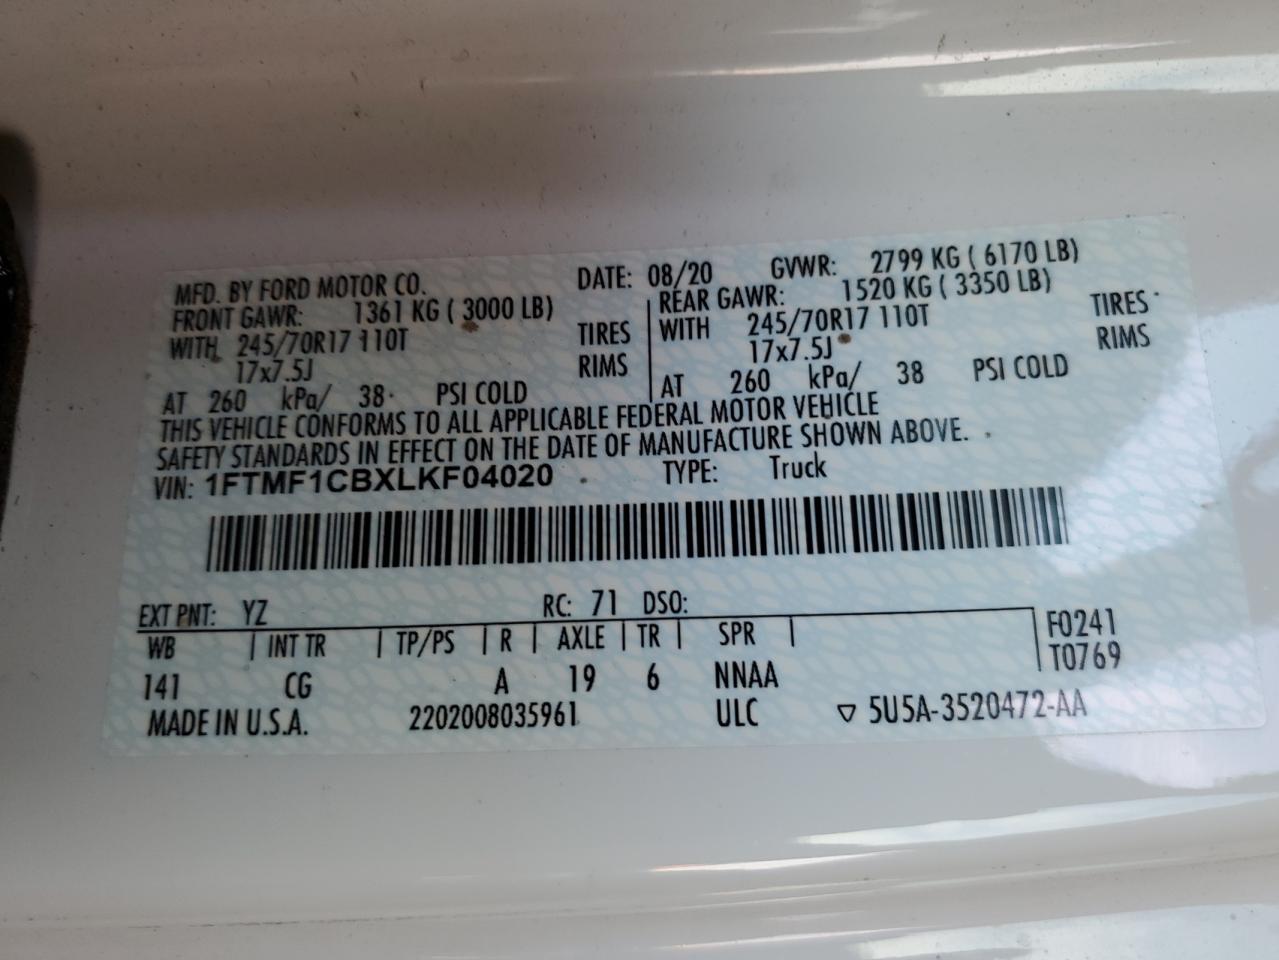 MFD. BY FORD MOTOR CO. DATE: 08/20 GVWR: 2799 KG ( 6170 LB)
FRONT GAWR: 1361 KG ( 3000 LB) REAR GAWR: 1520 KG ( 3350 LB)
WITH 245/70R17 110T TIRES WITH 245/70R17 110T TIRES
17x7.5J RIMS 17x7.5J RIMS
AT 260 kPa/ 38 PSI COLD AT 260 kPa/ 38 PSI COLD
THIS VEHICLE CONFORMS TO ALL APPLICABLE FEDERAL MOTOR VEHICLE
SAFETY STANDARDS IN EFFECT ON THE DATE OF MANUFACTURE SHOWN ABOVE.
VIN: 1FTMF1CBXLKF04020 TYPE: Truck
EXT PNT: YZ RC: 71 DSO:
WB | INT TR | TP/PS | R | AXLE | TR | SPR | F0241
T0769
141 CG A 19 6 NNAA
MADE IN U.S.A. 2202008035961 ULC ▽ 5U5A-3520472-AA